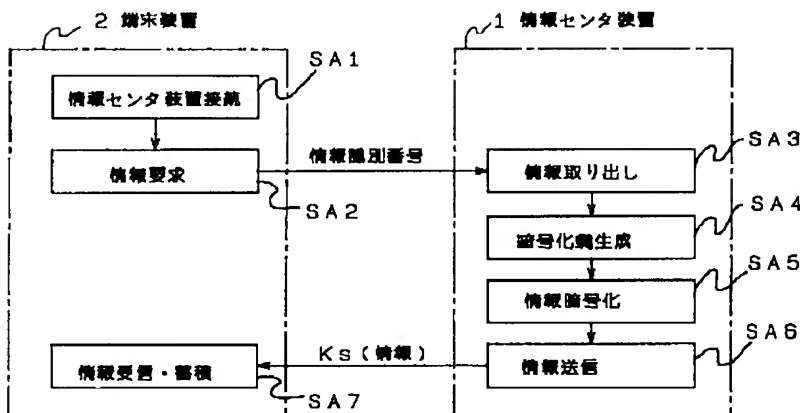 2 端末装置
1 情報センタ装置
SA1
情報センタ装置接続
情報要求
SA2
情報識別番号
SA3
情報取り出し
SA4
暗号化鍵生成
SA5
情報暗号化
SA6
情報送信
Ks(情報)
情報受信・蓄積
SA7